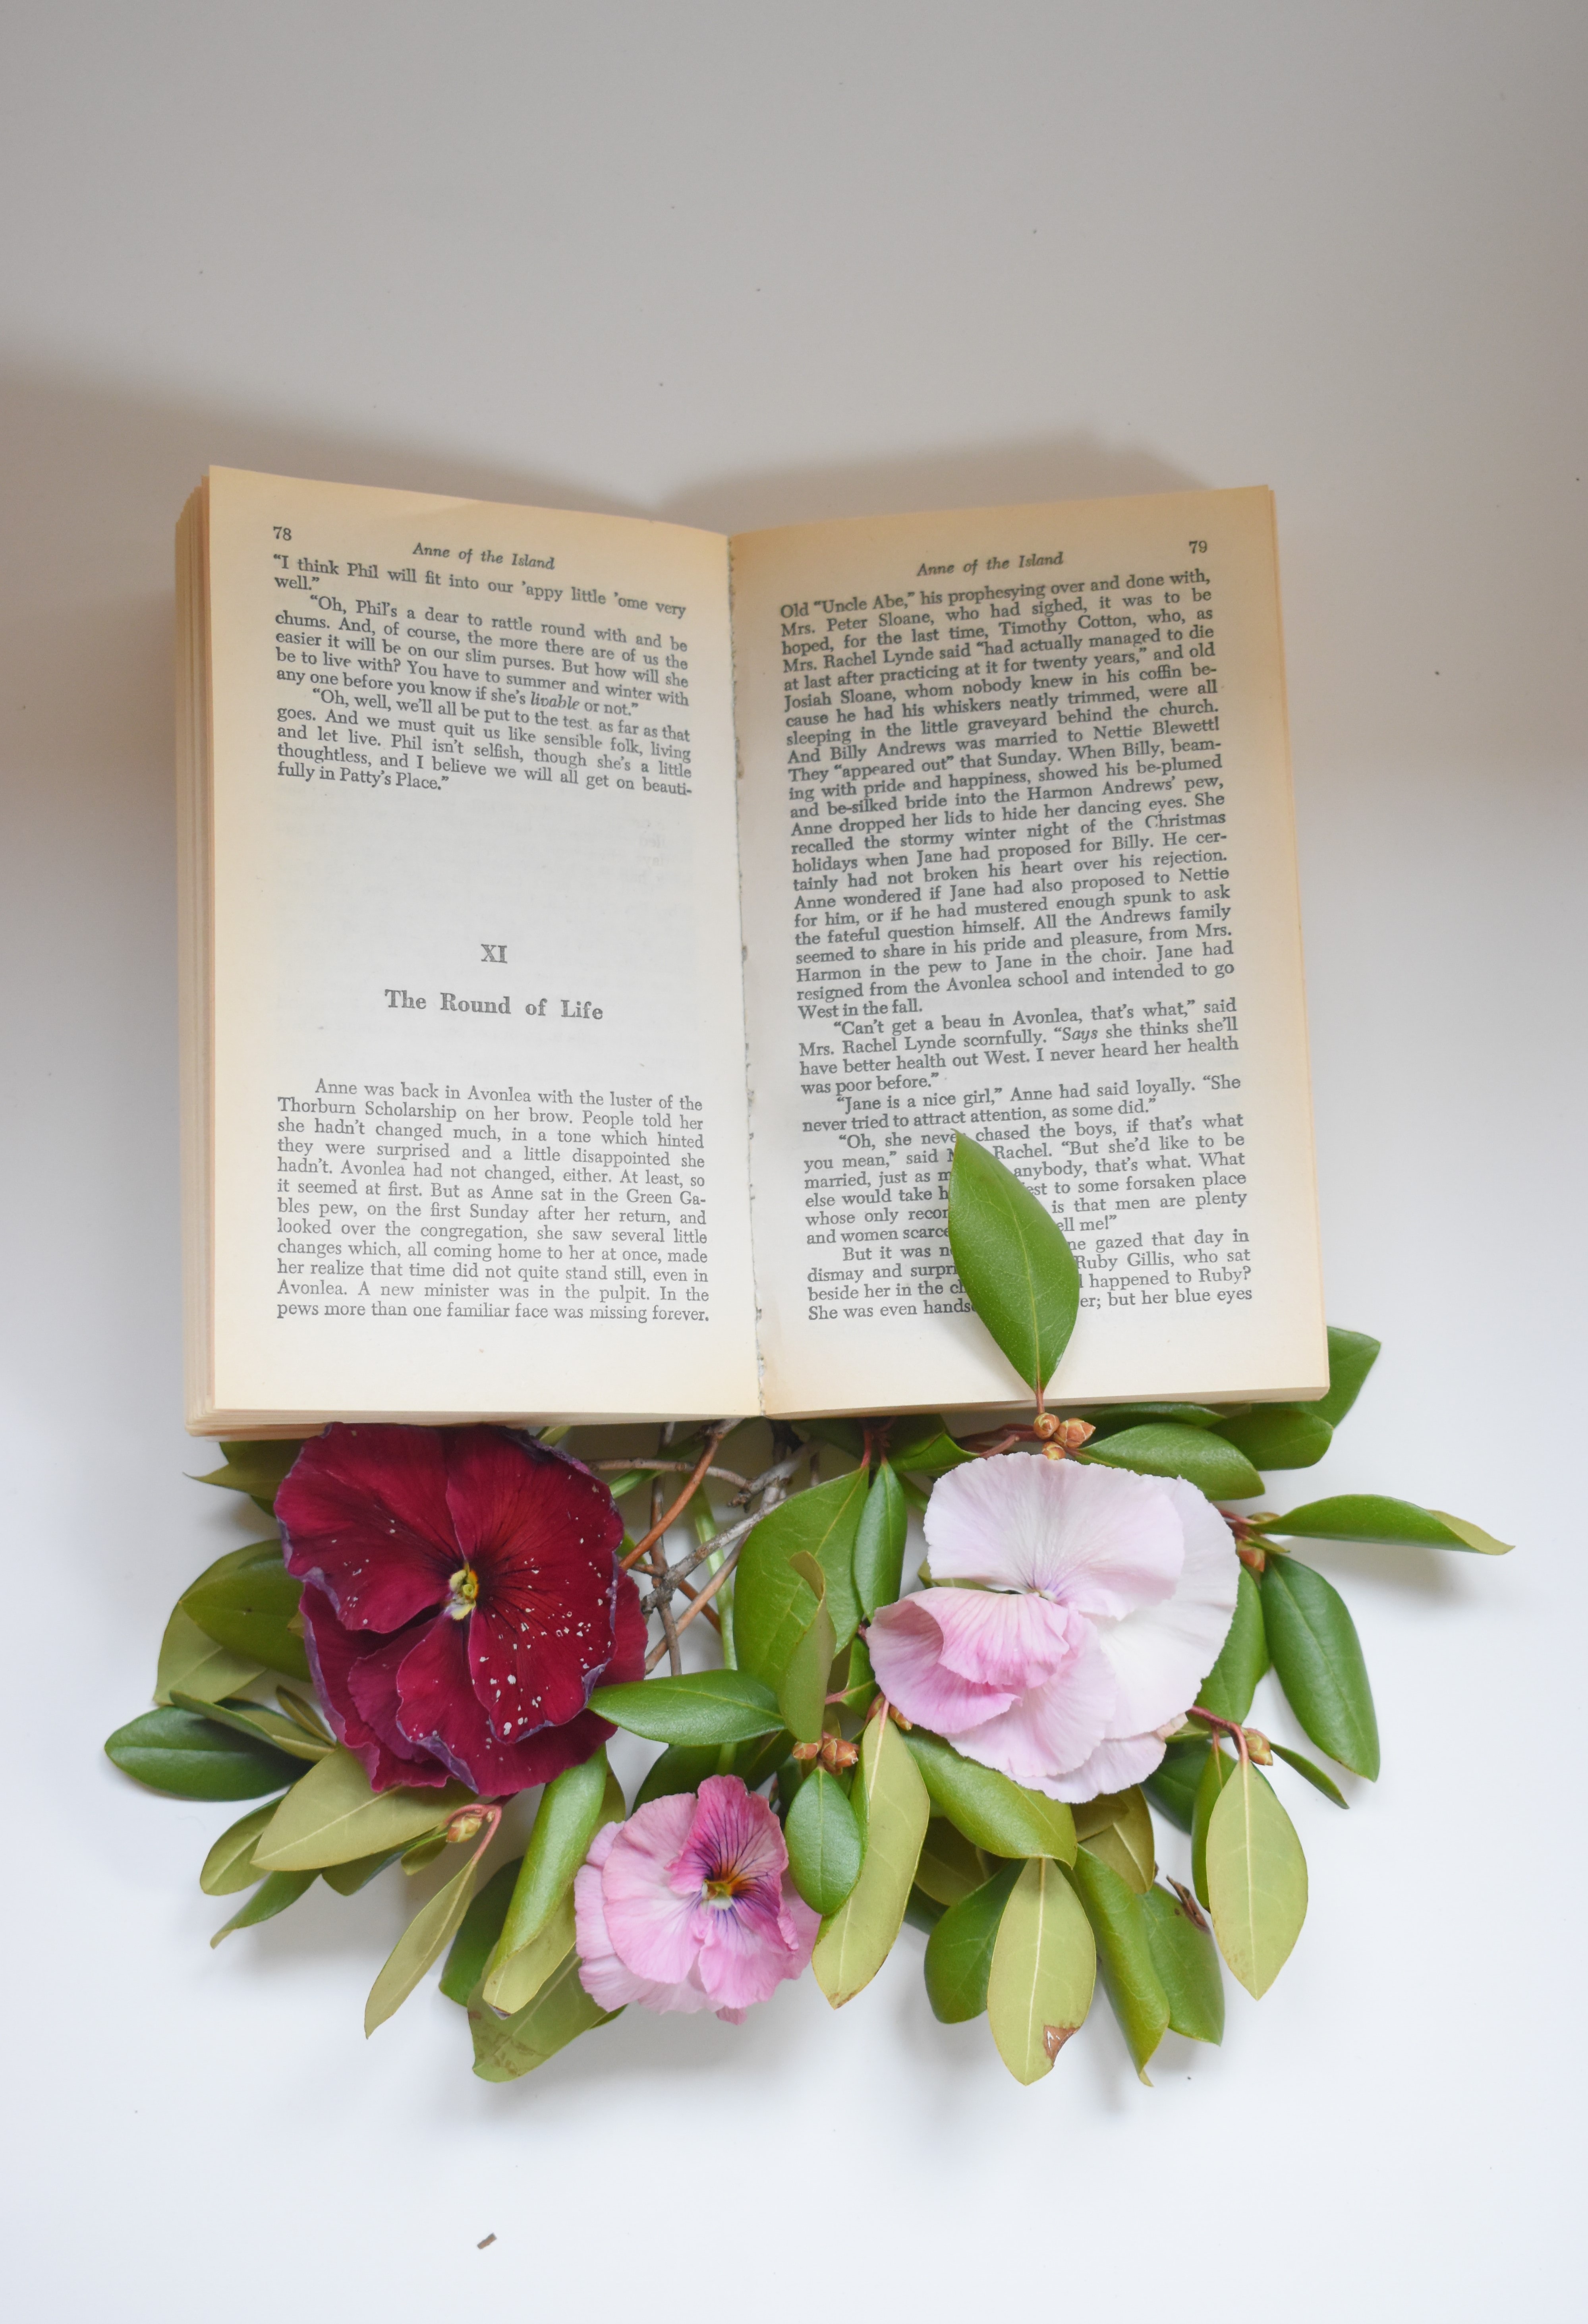 78
Anne of the Island
“I think Phil will fit into our ’appy little ’ome very
well.”
“Oh, Phil’s a dear to rattle round with and be
chums. And, of course, the more there are of us the
easier it will be on our slim purses. But how will she
be to live with? You have to summer and winter with
any one before you know if she’s livable or not.”
“Oh, well, we’ll all be put to the test as far as that
goes. And we must quit us like sensible folk, living
and let live. Phil isn’t selfish, though she’s a little
thoughtless, and I believe we will all get on beauti-
fully in Patty’s Place.”
XI
The Round of Life
Anne was back in Avonlea with the luster of the
Thorburn Scholarship on her brow. People told her
she hadn’t changed much, in a tone which hinted
they were surprised and a little disappointed she
hadn’t. Avonlea had not changed, either. At least, so
it seemed at first. But as Anne sat in the Green Ga-
bles pew, on the first Sunday after her return, and
looked over the congregation, she saw several little
changes which, all coming home to her at once, made
her realize that time did not quite stand still, even in
Avonlea. A new minister was in the pulpit. In the
pews more than one familiar face was missing forever.
79
Anne of the Island
Old “Uncle Abe,” his prophesying over and done with,
Mrs. Peter Sloane, who had sighed, it was to be
hoped, for the last time, Timothy Cotton, who, as
Mrs. Rachel Lynde said “had actually managed to die
at last after practicing at it for twenty years,” and old
Josiah Sloane, whom nobody knew in his coffin be-
cause he had his whiskers neatly trimmed, were all
sleeping in the little graveyard behind the church.
And Billy Andrews was married to Nettie Blewett!
They “appeared out” that Sunday. When Billy, beam-
ing with pride and happiness, showed his be-plumed
and be-silked bride into the Harmon Andrews’ pew,
Anne dropped her lids to hide her dancing eyes. She
recalled the stormy winter night of the Christmas
holidays when Jane had proposed for Billy. He cer-
tainly had not broken his heart over his rejection.
Anne wondered if Jane had also proposed to Nettie
for him, or if he had mustered enough spunk to ask
the fateful question himself. All the Andrews family
seemed to share in his pride and pleasure, from Mrs.
Harmon in the pew to Jane in the choir. Jane had
resigned from the Avonlea school and intended to go
West in the fall.
“Can’t get a beau in Avonlea, that’s what,” said
Mrs. Rachel Lynde scornfully. “Says she thinks she’ll
have better health out West. I never heard her health
was poor before.”
“Jane is a nice girl,” Anne had said loyally. “She
never tried to attract attention, as some did.”
“Oh, she never chased the boys, if that’s what
you mean,” said Rachel. “But she’d like to be
married, just as anybody, that’s what. What
else would take to some forsaken place
whose only is that men are plenty
and women me!”
But it was gazed that day in
dismay and Ruby Gillis, who sat
beside her in the happened to Ruby?
She was even but her blue eyes